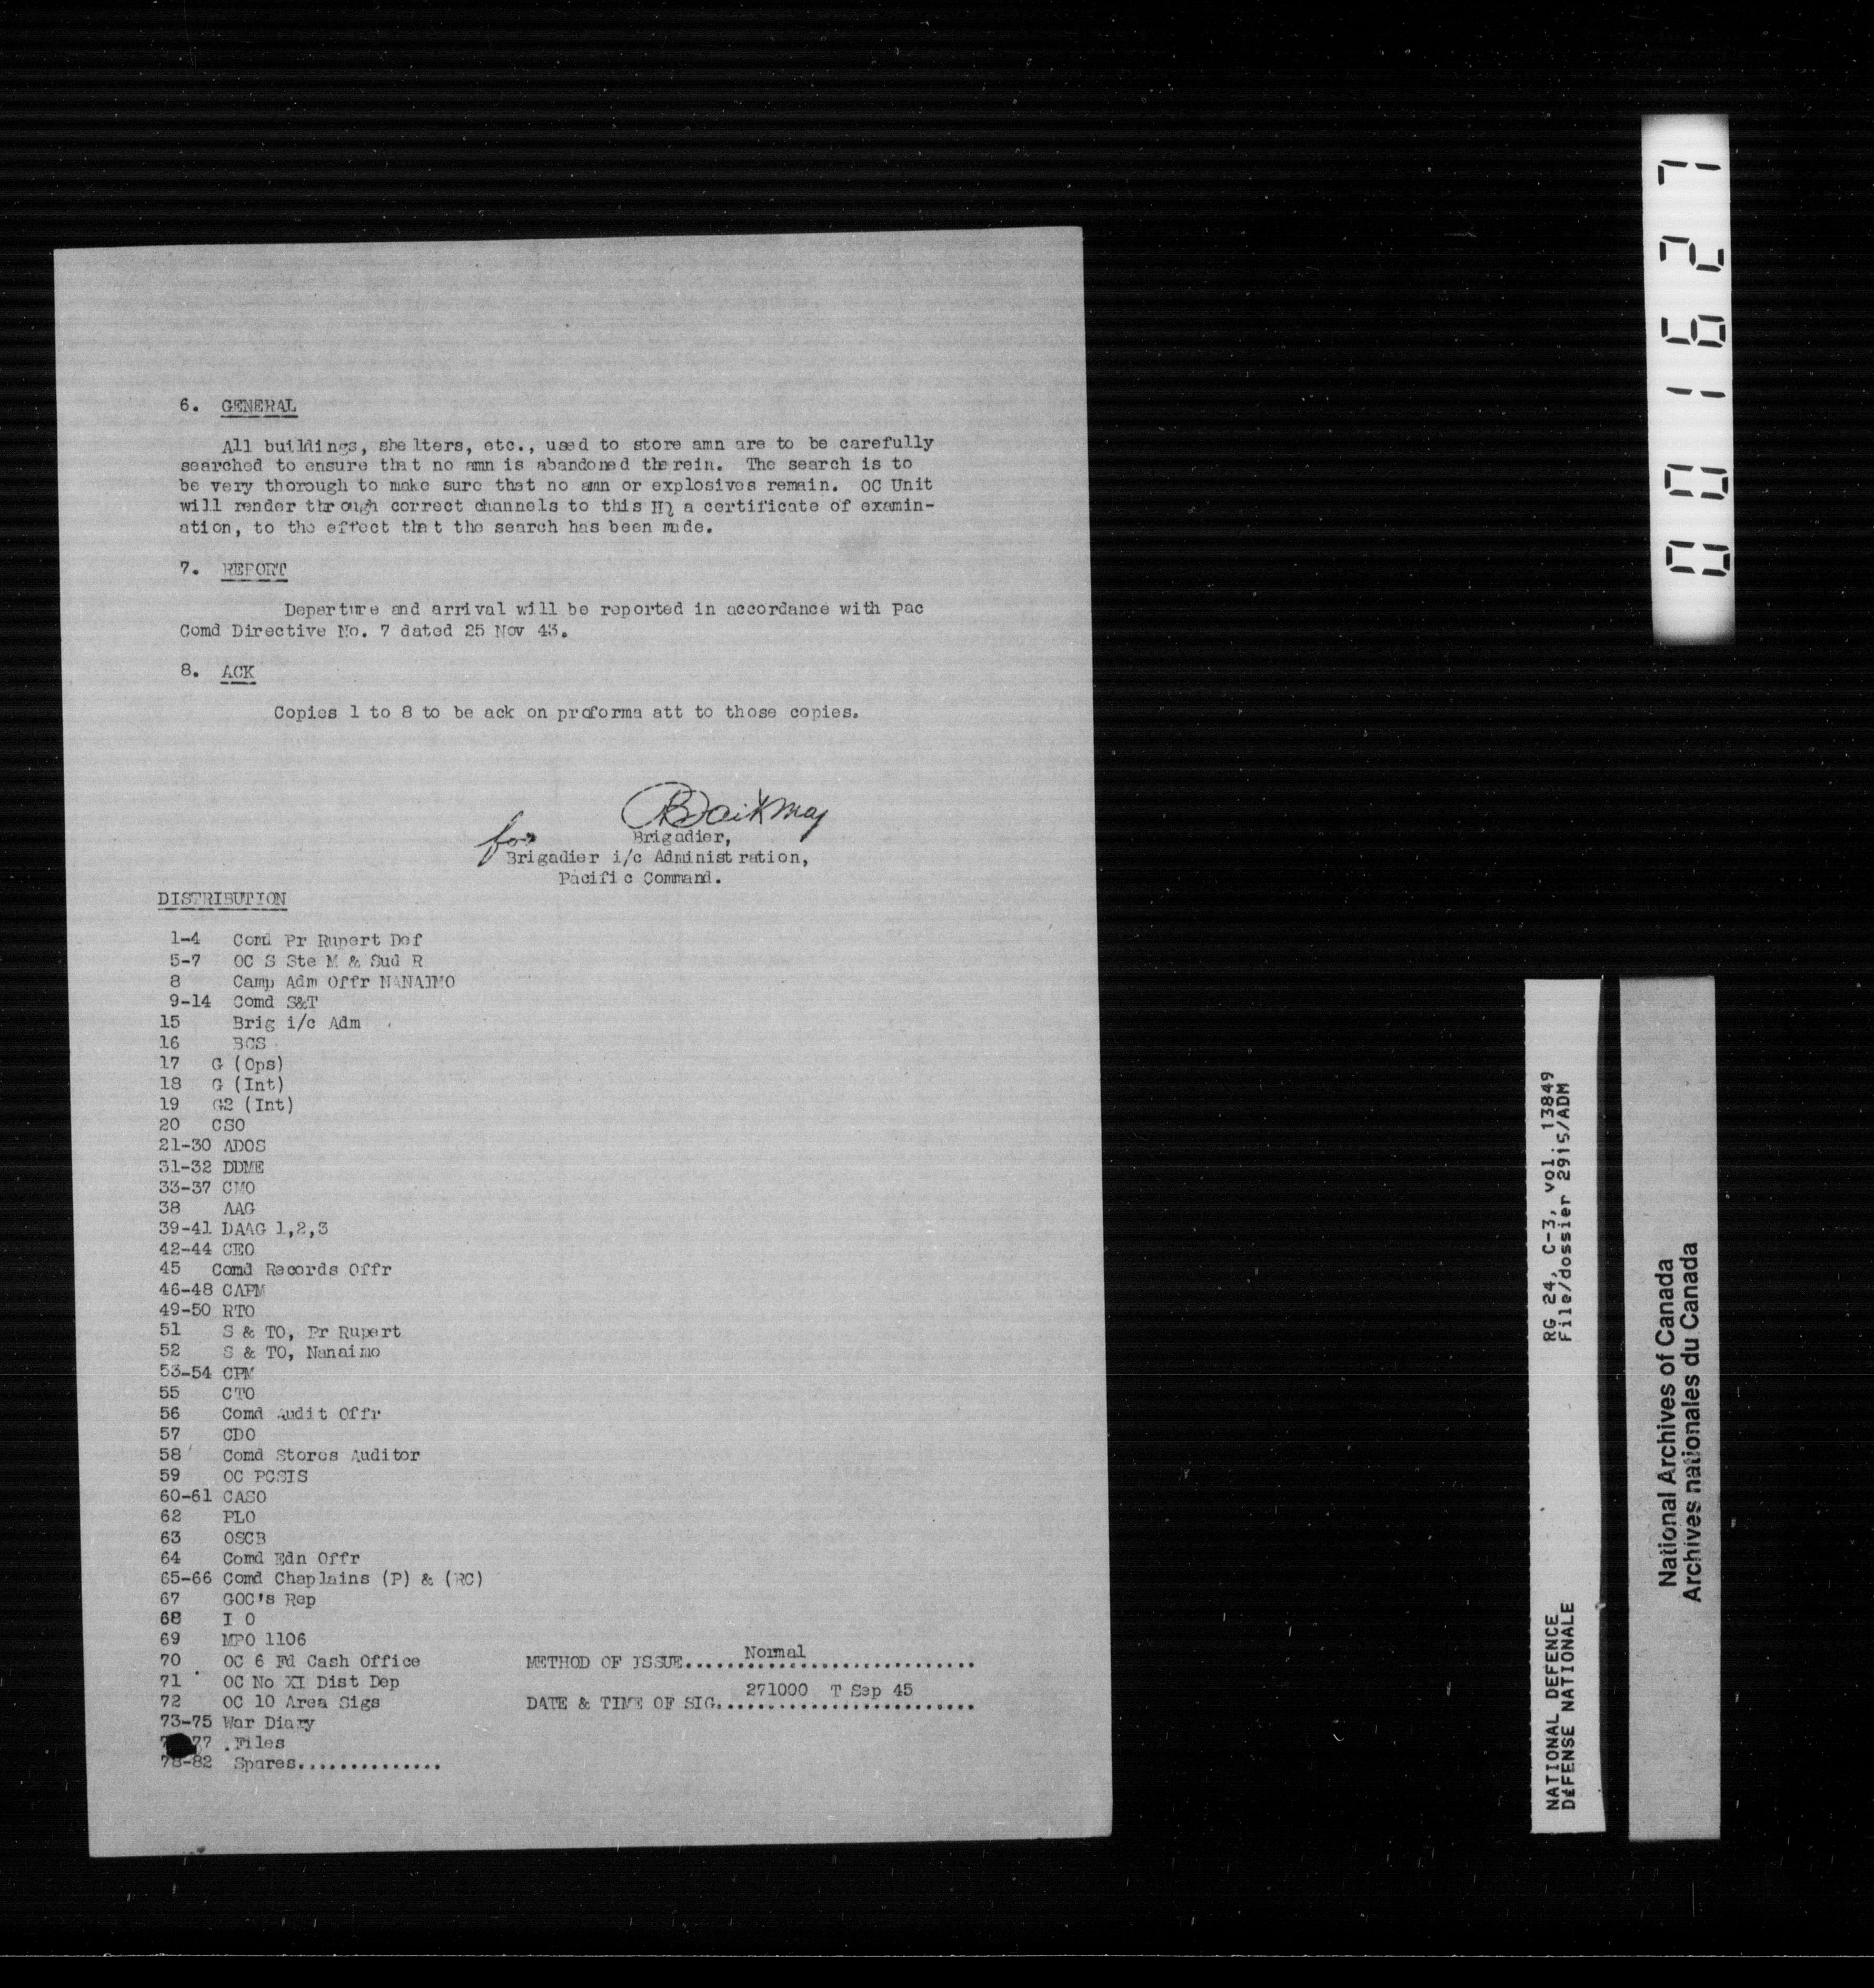 6. GENERAL
All buildings, shelters, etc., used to store amn are to be carefully
searched to ensure that no amn is abandoned therein. The search is to
be very thorough to make sure that no amn or explosives remain. OC Unit
will render through correct channels to this HQ a certificate of examin-
ation, to the effect that the search has been made.
7. REPORT
Departure and arrival will be reported in accordance with Pac
Comd Directive No. 7 dated 25 Nov 43.
8. ACK
Copies 1 to 8 to be ack on proforma att to those copies.
for
Brigadier,
Brigadier i/c Administration,
Pacific Command.
DISTRIBUTION
1-4 Comd Pr Rupert Def
5-7 OC S Ste M & Sud R
8 Camp Adm Offr NANAIMO
9-14 Comd S&T
15 Brig i/c Adm
16 BCS
17 G (Ops)
18 G (Int)
19 G2 (Int)
20 CSO
21-30 ADOS
31-32 DDME
33-37 CMO
38 AAG
39-41 DAAG 1,2,3
42-44 CEO
45 Comd Records Offr
46-48 CAPM
49-50 RTO
51 S & TO, Pr Rupert
52 S & TO, Nanaimo
53-54 CPM
55 CTO
56 Comd Audit Offr
57 CDO
58 Comd Stores Auditor
59 OC PCSIS
60-61 CASO
62 PLO
63 OSCB
64 Comd Edn Offr
65-66 Comd Chaplains (P) & (RC)
67 GOC's Rep
68 I O
69 MPO 1106
70 OC 6 Fd Cash Office
71 OC No XI Dist Dep
72 OC 10 Area Sigs
73-75 War Diary
77 Files
78-82 Spares..............
METHOD OF ISSUE.....Normal.....
DATE & TIME OF SIG...271000 T Sep 45...
001627
RG 24, C-3, vol. 13849
File/dossier 2915/ADM
NATIONAL DEFENCE
DÉFENSE NATIONALE
National Archives of Canada
Archives nationales du Canada